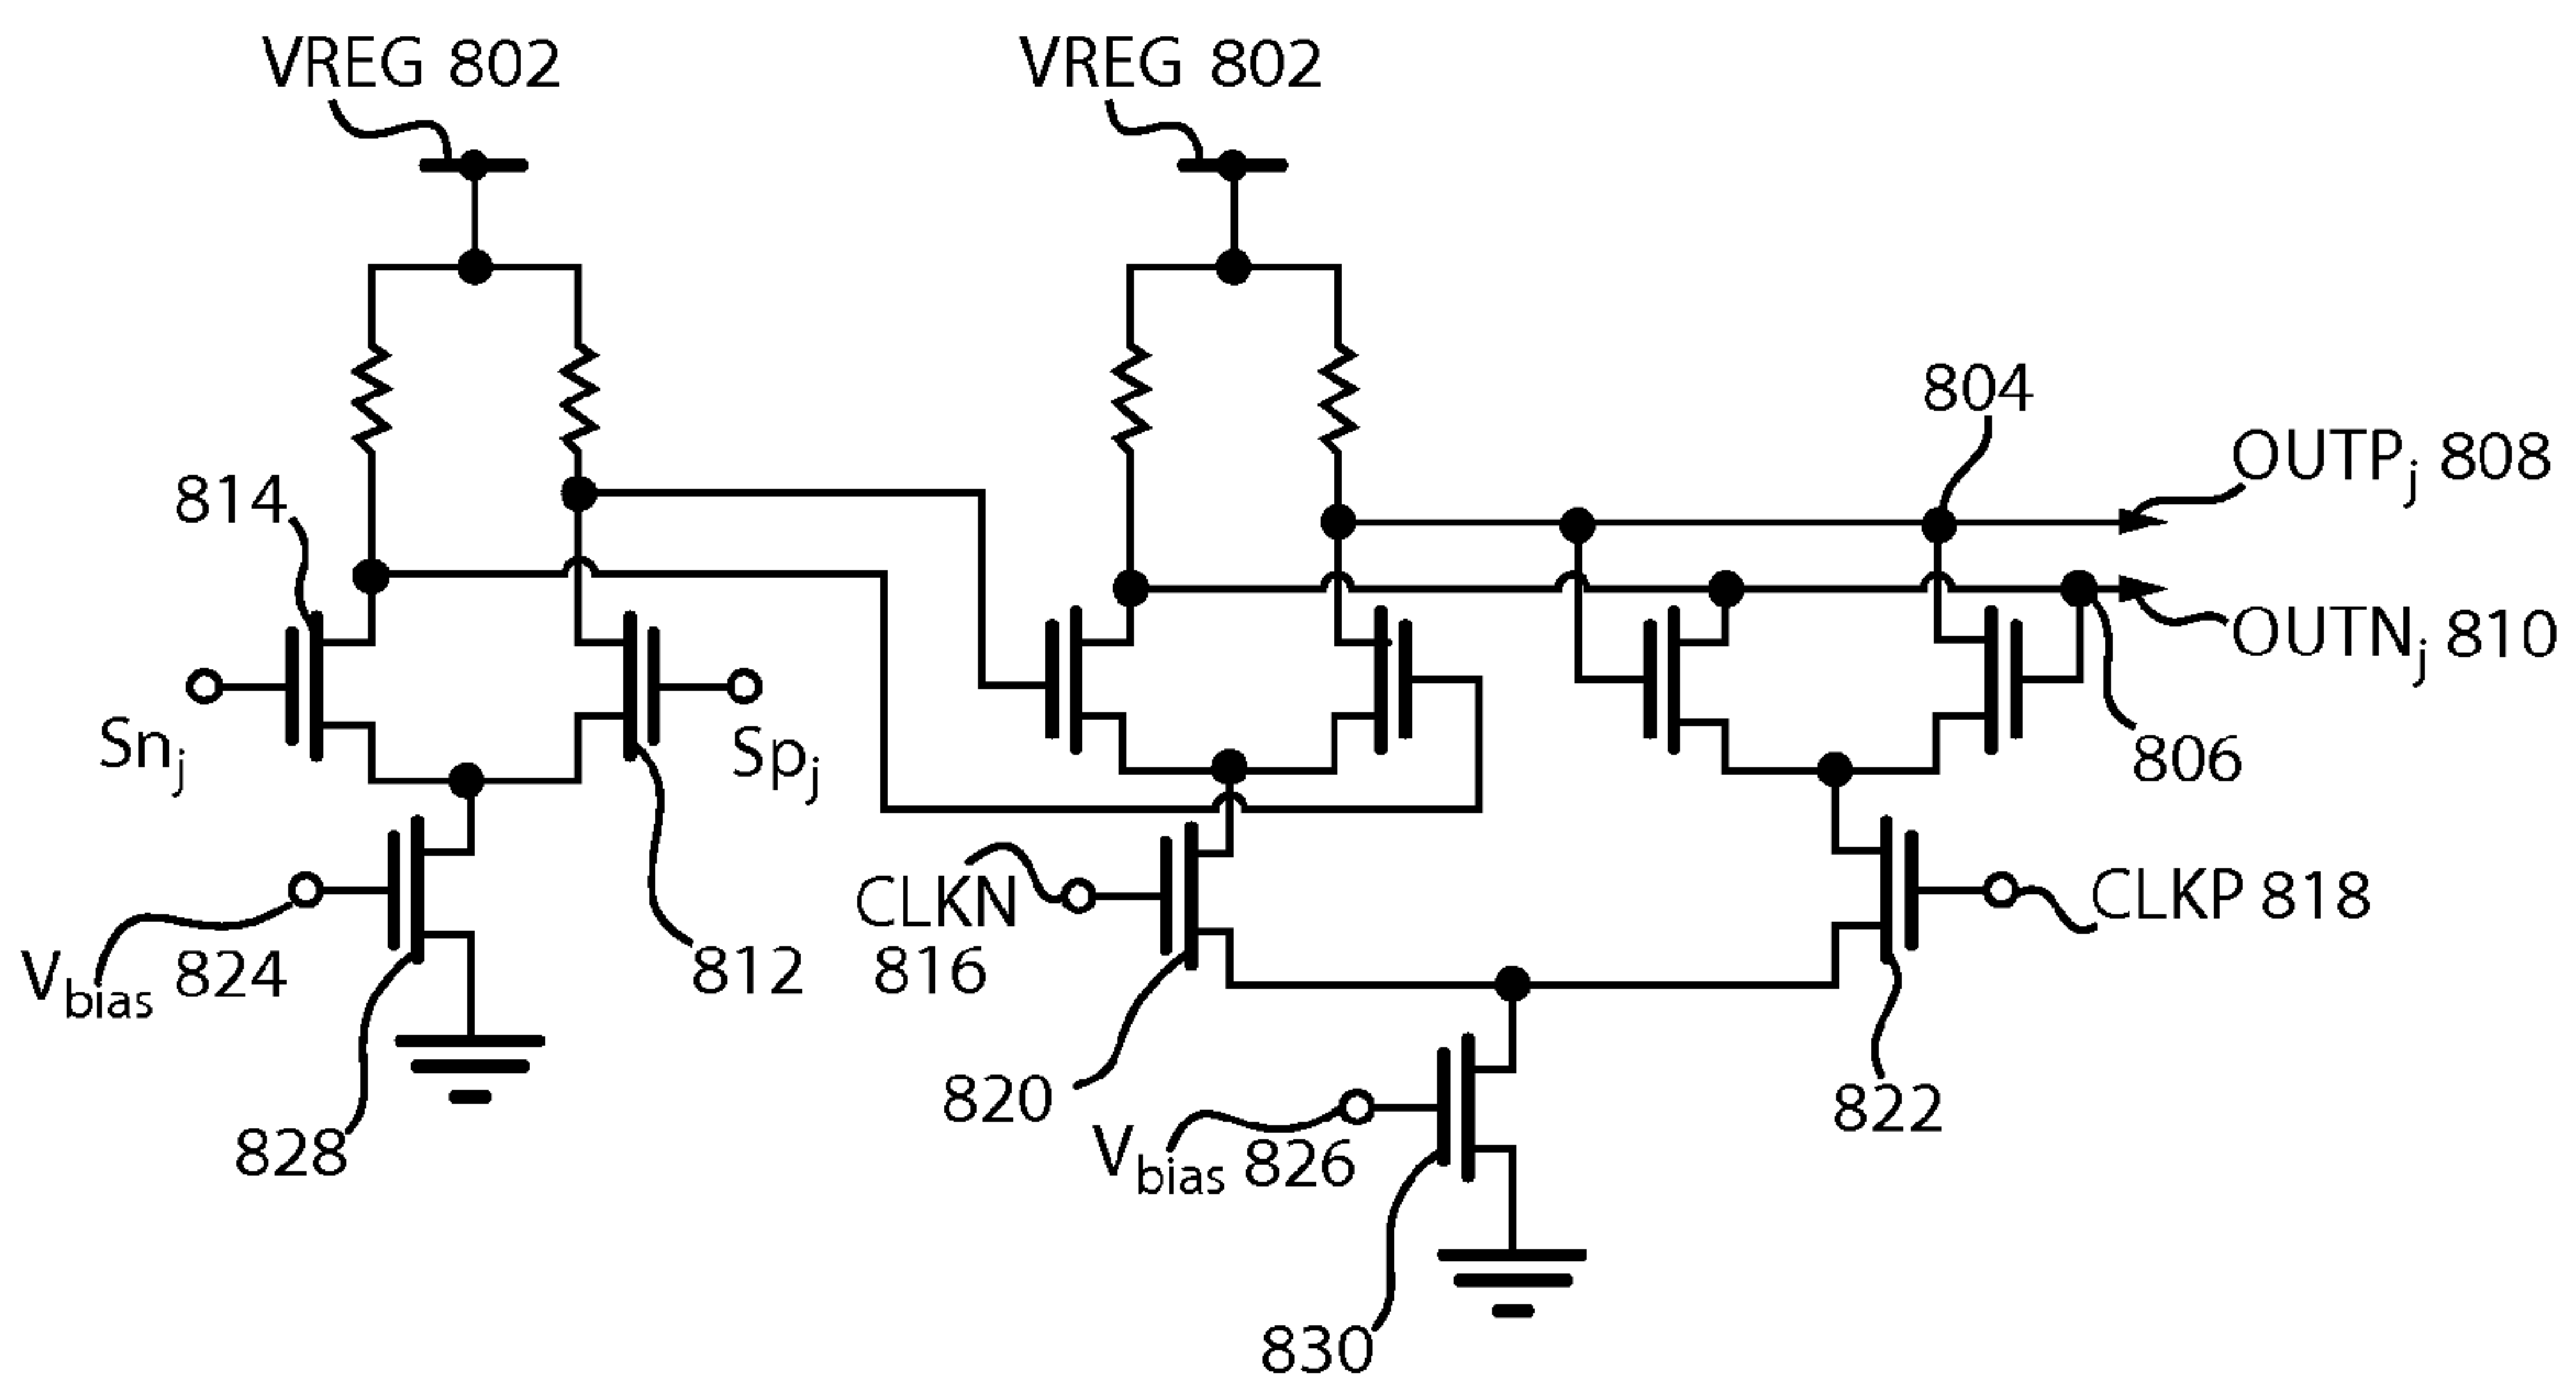 VREG 802
VREG 802
804
OUTPj 808
814
OUTNj 810
Snj
Spj
806
CLKN
816
CLKP 818
Vbias 824
812
820
822
828
Vbias 826
830